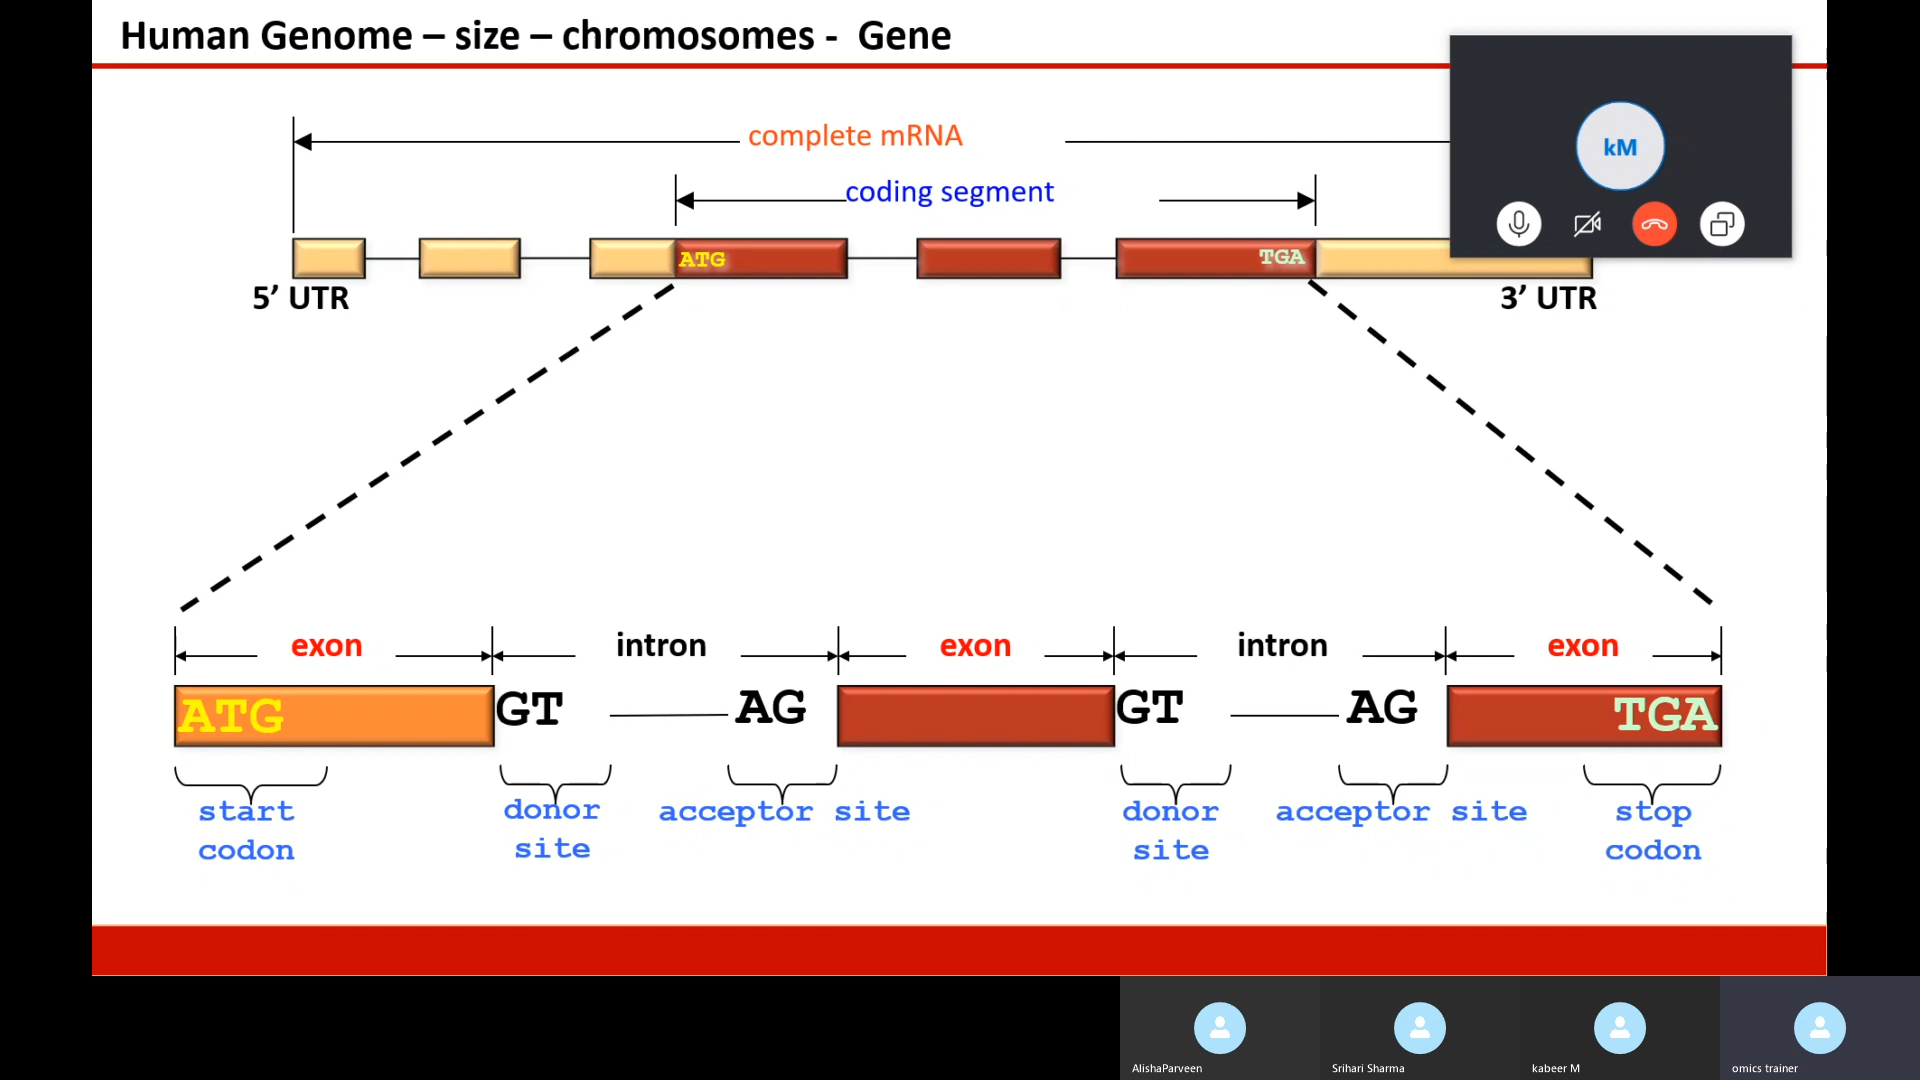 Human Genome – size – chromosomes - Gene
kM
complete mRNA
coding segment
ATG
TGA
5’ UTR
3’ UTR
exon intron exon intron exon
ATG GT AG GT AG TGA
start codon
donor site
acceptor site
donor site
acceptor site
stop codon
AlishaParveen
Srihari Sharma
kabeer M
omics trainer